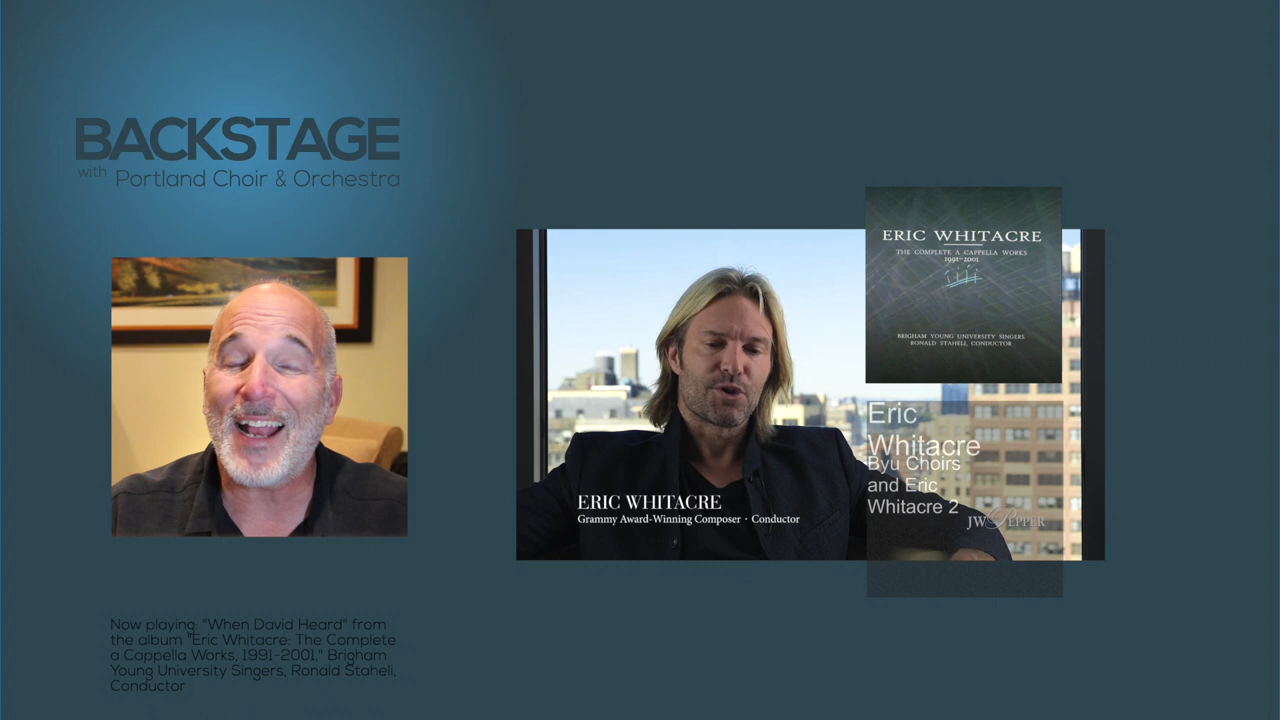 BACKSTAGE
with Portland Choir & Orchestra
ERIC WHITACRE
THE COMPLETE A CAPPELLA WORKS
1991-2001
BRIGHAM YOUNG UNIVERSITY SINGERS
RONALD STAHELI, CONDUCTOR
Eric
Whitacre
Byu Choirs
and Eric
Whitacre 2
JW PEPPER
ERIC WHITACRE
Grammy Award-Winning Composer · Conductor
Now playing: "When David Heard" from
the album "Eric Whitacre: The Complete
a Cappella Works, 1991-2001," Brigham
Young University Singers, Ronald Staheli,
Conductor